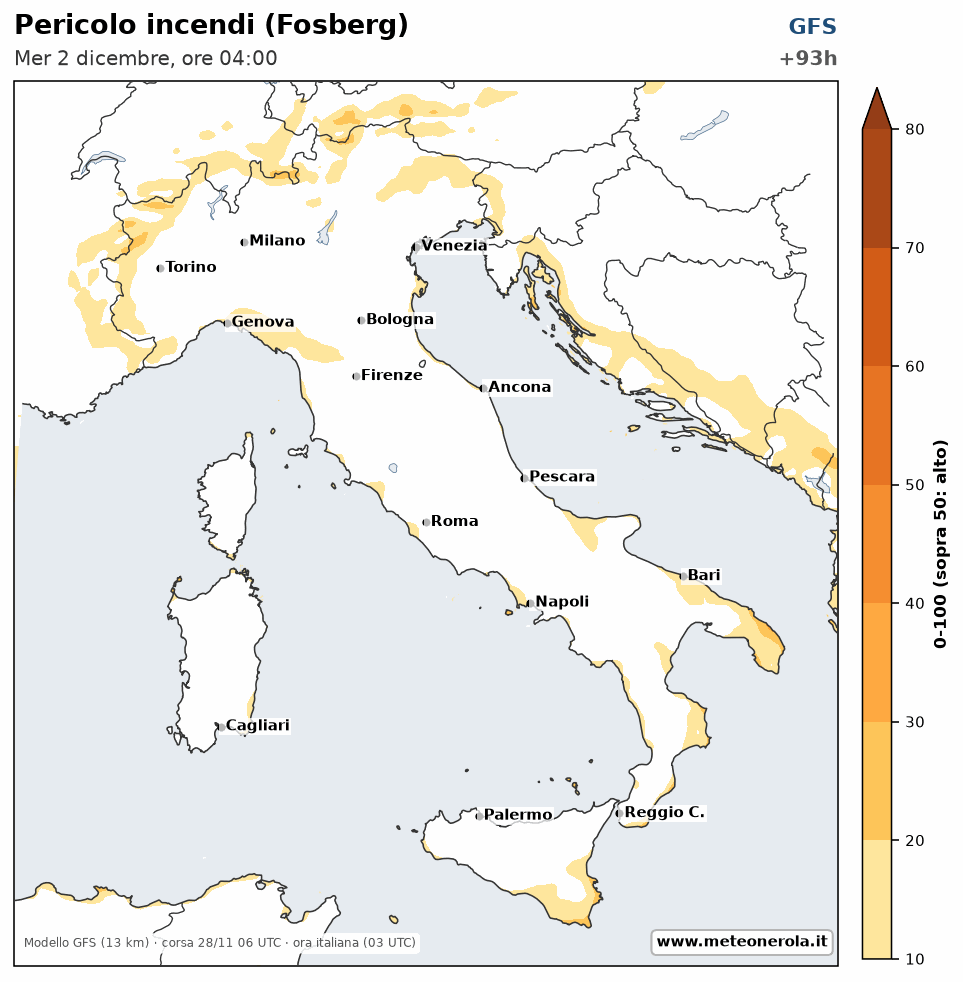 Pericolo incendi (Fosberg)
GFS
Mer 2 dicembre, ore 04:00
+93h
80
70
60
50
40
30
20
10
0-100 (sopra 50: alto)
Milano
Venezia
Torino
Genova
Bologna
Firenze
Ancona
Pescara
Roma
Bari
Napoli
Cagliari
Palermo
Reggio C.
Modello GFS (13 km) · corsa 28/11 06 UTC · ora italiana (03 UTC)
www.meteonerola.it